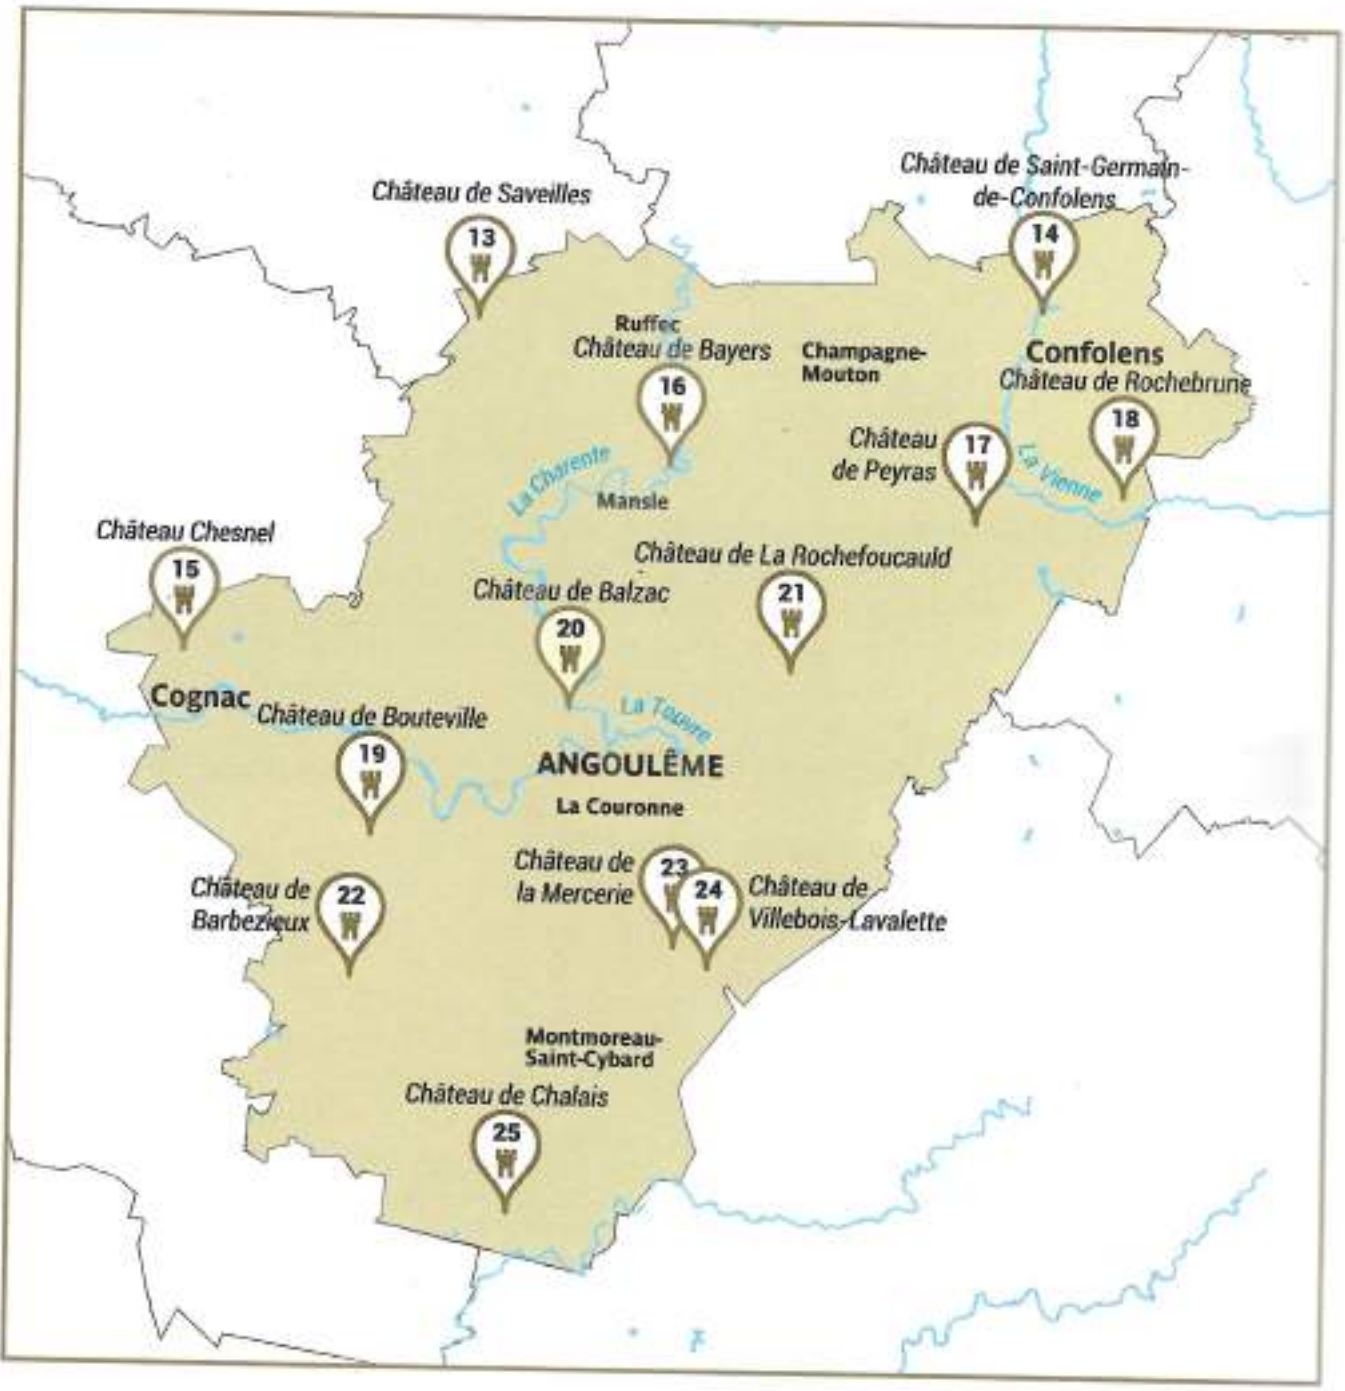 Château de Saint-Germain-
de-Confolens
14
Château de Saveilles
13
Ruffec
Château de Bayers
16
Champagne-
Mouton
Confolens
Château de Rochebrune
18
Château
de Peyras
17
La Vienne
La Charente
Mansle
Château Chesnel
15
Château de La Rochefoucauld
21
Château de Balzac
20
La Touvre
Cognac
Château de Bouteville
19
ANGOULÊME
La Couronne
Château de
la Mercerie
23
24
Château de
Villebois-Lavalette
Château de
Barbezieux
22
Montmoreau-
Saint-Cybard
Château de Chalais
25